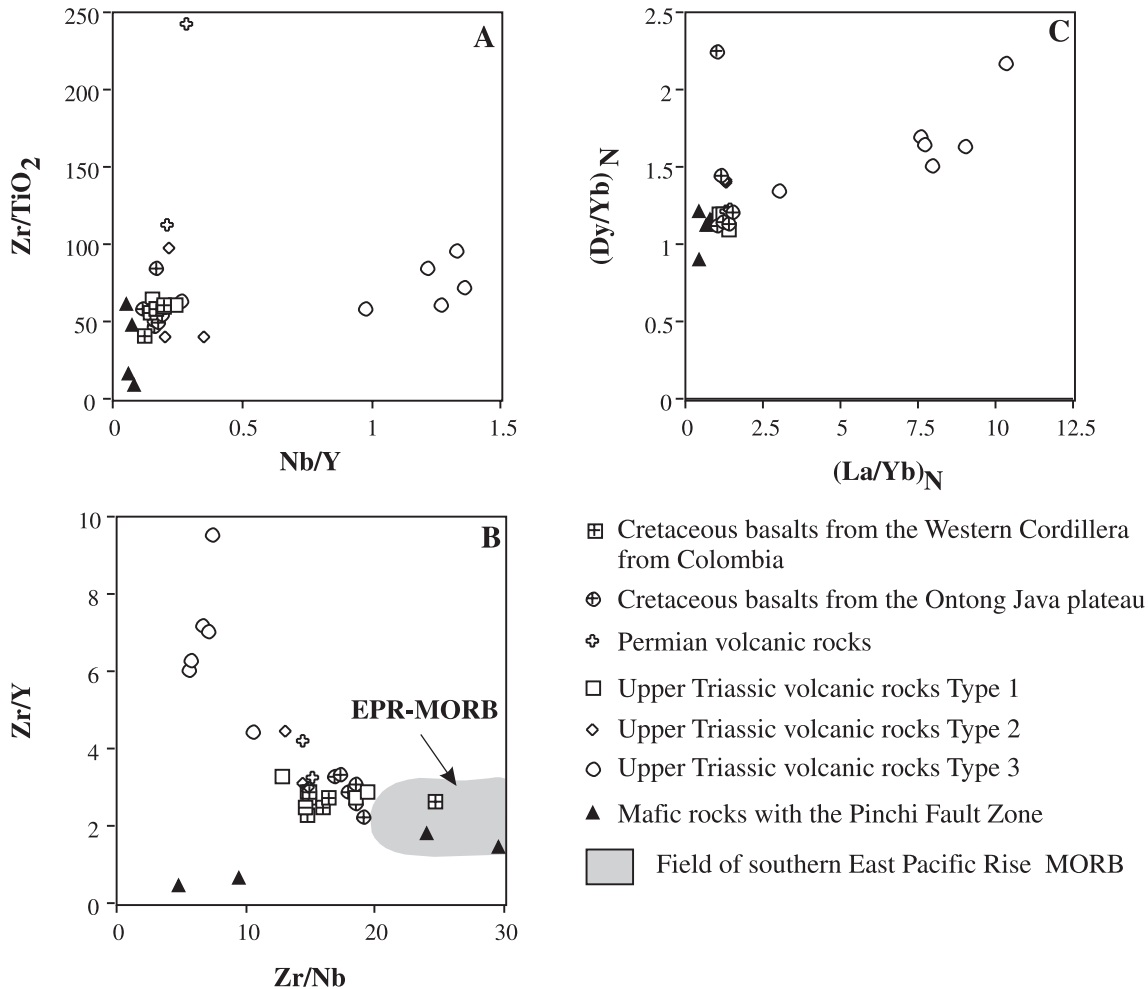 A
250
200
150
100
50
0
Zr/TiO2
0 0.5 1 1.5
Nb/Y
C
2.5
2
1.5
1
0.5
0
(Dy/Yb)N
0 2.5 5 7.5 10 12.5
(La/Yb)N
B
10
8
6
4
2
0
Zr/Y
EPR-MORB
0 10 20 30
Zr/Nb
Cretaceous basalts from the Western Cordillera
from Colombia
Cretaceous basalts from the Ontong Java plateau
Permian volcanic rocks
Upper Triassic volcanic rocks Type 1
Upper Triassic volcanic rocks Type 2
Upper Triassic volcanic rocks Type 3
Mafic rocks with the Pinchi Fault Zone
Field of southern East Pacific Rise MORB